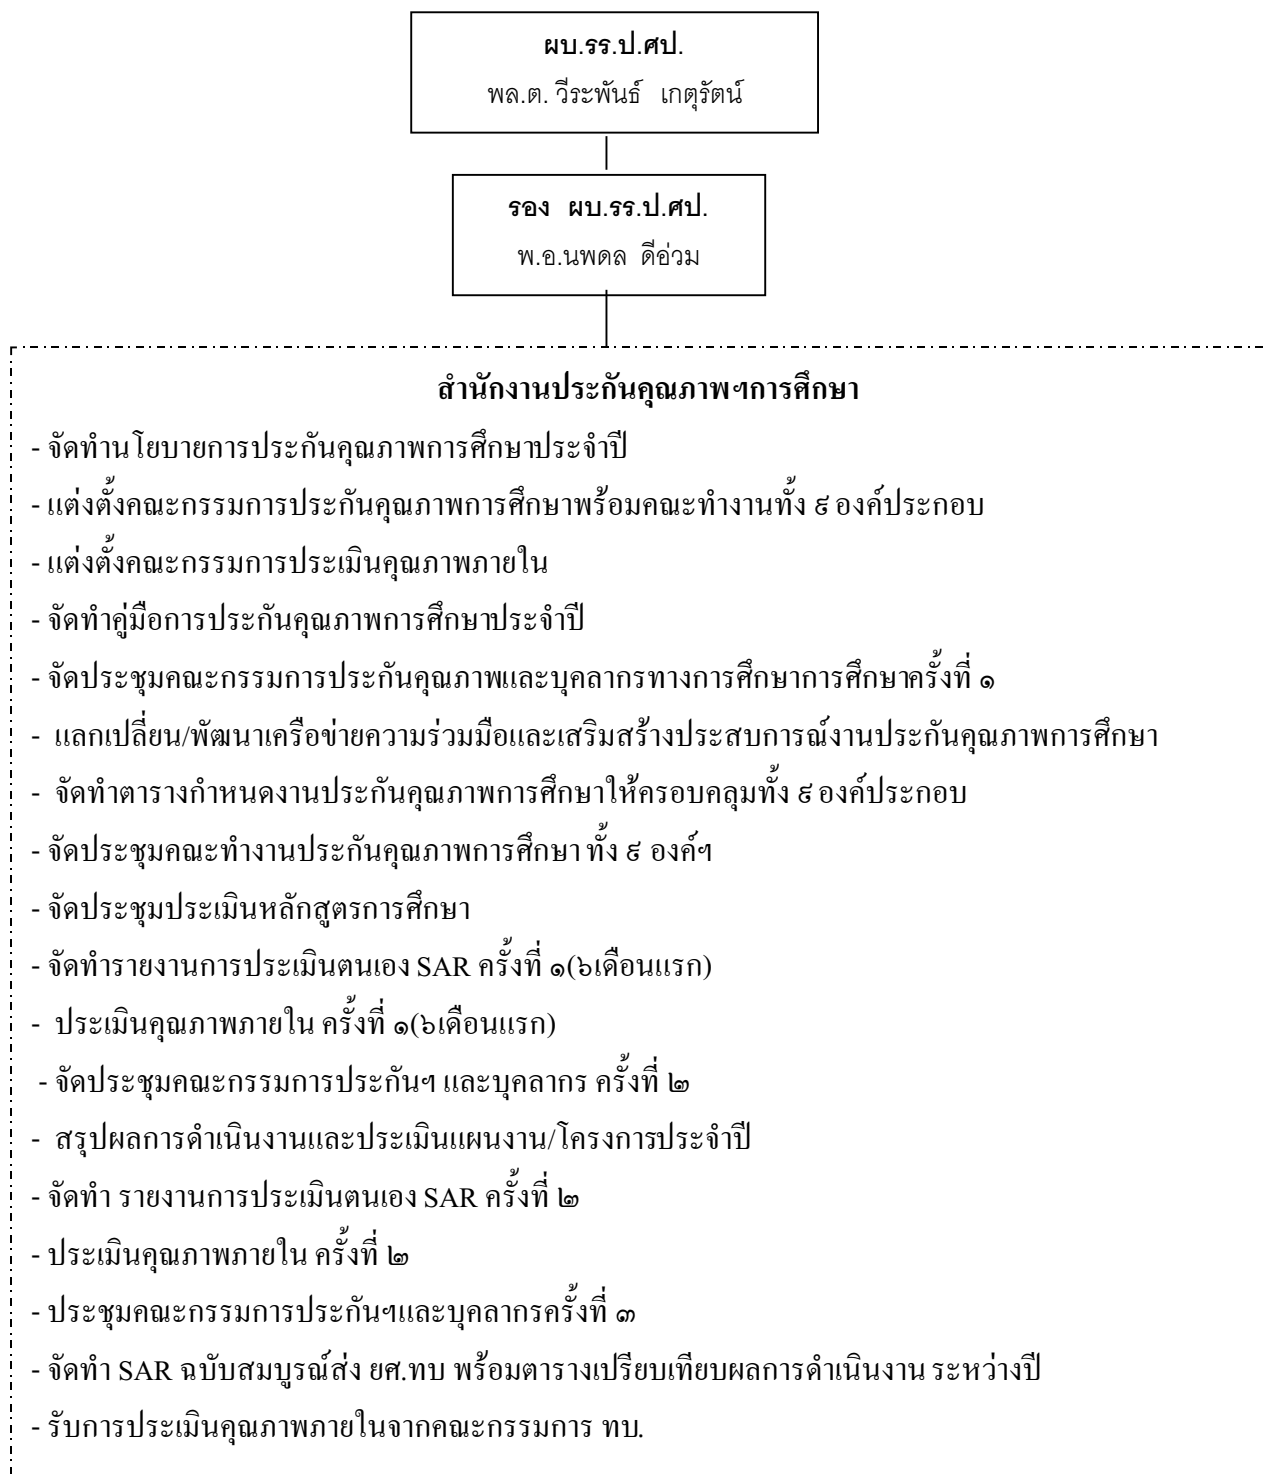 ผบ.รร.ป.ศป.
พล.ต. วีระพันธ์ เกตุรัตน์
รอง ผบ.รร.ป.ศป.
พ.อ.นพดล ดีอ่วม
สำนักงานประกันคุณภาพฯการศึกษา
- จัดทำนโยบายการประกันคุณภาพการศึกษาประจำปี
- แต่งตั้งคณะกรรมการประกันคุณภาพการศึกษาพร้อมคณะทำงานทั้ง ๙ องค์ประกอบ
- แต่งตั้งคณะกรรมการประเมินคุณภาพภายใน
- จัดทำคู่มือการประกันคุณภาพการศึกษาประจำปี
- จัดประชุมคณะกรรมการประกันคุณภาพและบุคลากรทางการศึกษาการศึกษาครั้งที่ ๑
- แลกเปลี่ยน/พัฒนาเครือข่ายความร่วมมือและเสริมสร้างประสบการณ์งานประกันคุณภาพการศึกษา
- จัดทำตารางกำหนดงานประกันคุณภาพการศึกษาให้ครอบคลุมทั้ง ๙ องค์ประกอบ
- จัดประชุมคณะทำงานประกันคุณภาพการศึกษา ทั้ง ๙ องค์ฯ
- จัดประชุมประเมินหลักสูตรการศึกษา
- จัดทำรายงานการประเมินตนเอง SAR ครั้งที่ ๑(๖เดือนแรก)
- ประเมินคุณภาพภายใน ครั้งที่ ๑(๖เดือนแรก)
- จัดประชุมคณะกรรมการประกันฯ และบุคลากร ครั้งที่ ๒
- สรุปผลการดำเนินงานและประเมินแผนงาน/โครงการประจำปี
- จัดทำ รายงานการประเมินตนเอง SAR ครั้งที่ ๒
- ประเมินคุณภาพภายใน ครั้งที่ ๒
- ประชุมคณะกรรมการประกันฯและบุคลากรครั้งที่ ๓
- จัดทำ SAR ฉบับสมบูรณ์ส่ง ยศ.ทบ พร้อมตารางเปรียบเทียบผลการดำเนินงาน ระหว่างปี
- รับการประเมินคุณภาพภายในจากคณะกรรมการ ทบ.